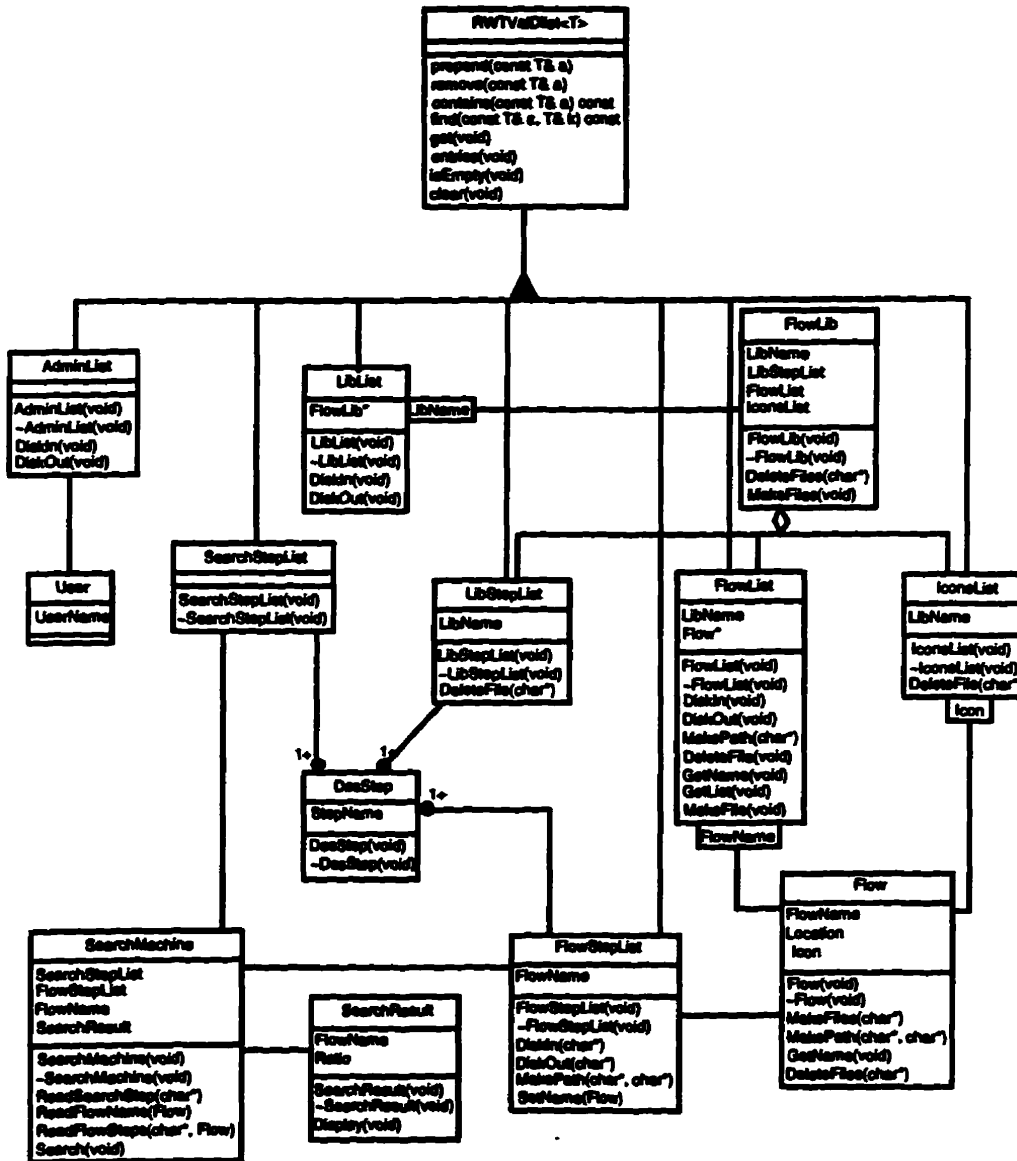 RWTValDlist<T>
prepend(const T& a)
remove(const T& a)
contains(const T& a) const
find(const T& a, T& k) const
get(void)
entries(void)
isEmpty(void)
clear(void)
AdminList
AdminList(void)
~AdminList(void)
DiskIn(void)
DiskOut(void)
LibList
FlowLib*
LibList(void)
~LibList(void)
DiskIn(void)
DiskOut(void)
LibName
FlowLib
LibName
LibStepList
FlowList
IconsList
FlowLib(void)
~FlowLib(void)
DeleteFiles(char*)
MakeFiles(void)
User
UserName
SearchStepList
SearchStepList(void)
~SearchStepList(void)
LibStepList
LibName
LibStepList(void)
~LibStepList(void)
DeleteFile(char*)
FlowList
LibName
Flow*
FlowList(void)
~FlowList(void)
DiskIn(void)
DiskOut(void)
MakePath(char*)
DeleteFile(void)
GetName(void)
GetList(void)
MakeFile(void)
FlowName
IconsList
LibName
IconsList(void)
~IconsList(void)
DeleteFile(char*
Icon
1+
1+
1+
DesStep
StepName
DesStep(void)
~DesStep(void)
Flow
FlowName
Location
Icon
Flow(void)
~Flow(void)
MakeFiles(char*)
MakePath(char*, char*)
GetName(void)
DeleteFiles(char*)
SearchMachine
SearchStepList
FlowStepList
FlowName
SearchResult
SearchMachine(void)
~SearchMachine(void)
ReadSearchStep(char*)
ReadFlowName(Flow)
ReadFlowSteps(char*, Flow)
Search(void)
SearchResult
FlowName
Ratio
SearchResult(void)
~SearchResult(void)
Display(void)
FlowStepList
FlowName
FlowStepList(void)
~FlowStepList(void)
DiskIn(char*)
DiskOut(char*)
MakePath(char*, char*)
SetName(Flow)